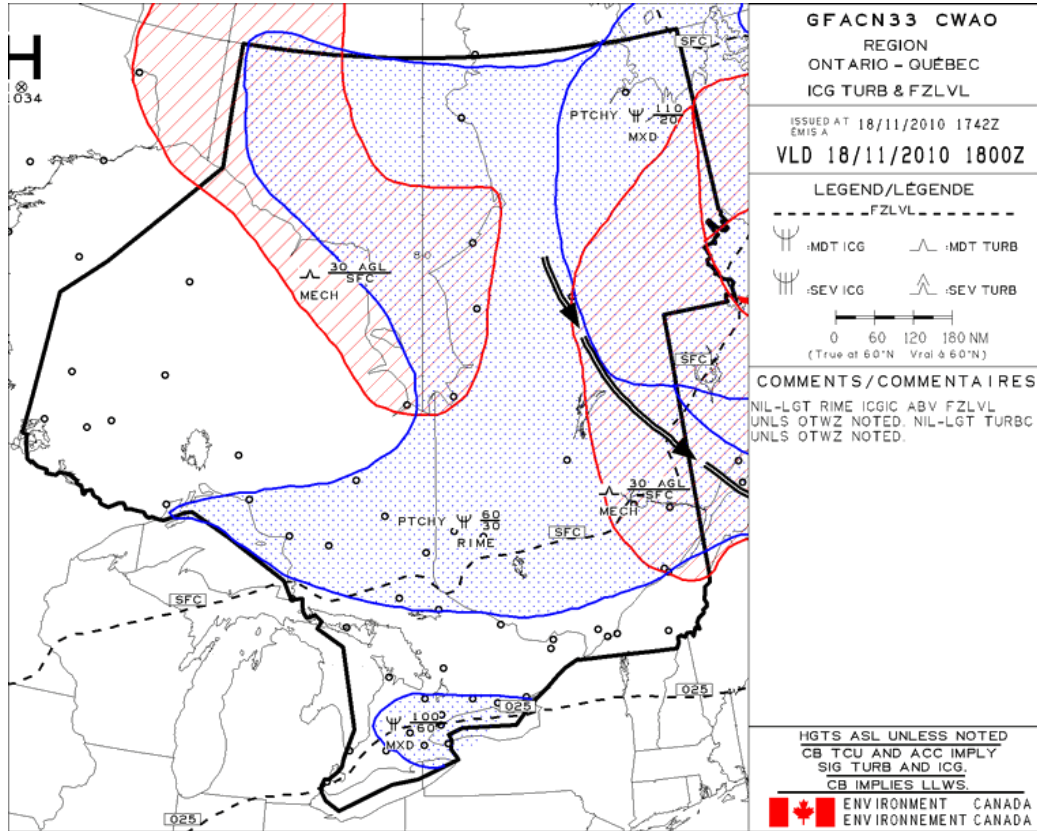 H
1034
SFC
PTCHY 110
20
MXD
80
30 AGL
SFC
MECH
SFC
30 AGL
SFC
MECH
PTCHY 60
30
RIME
SFC
SFC
025
025
100
60
MXD
025
GFACN33 CWAO
REGION
ONTARIO - QUÉBEC
ICG TURB & FZLVL
ISSUED AT 18/11/2010 1742Z
ÉMIS A
VLD 18/11/2010 1800Z
LEGEND/LÉGENDE
FZLVL
:MDT ICG :MDT TURB
:SEV ICG :SEV TURB
0 60 120 180 NM
(True at 60°N Vrai à 60°N)
COMMENTS/COMMENTAIRES
NIL-LGT RIME ICGIC ABV FZLVL
UNLS OTWZ NOTED. NIL-LGT TURBC
UNLS OTWZ NOTED.
HGTS ASL UNLESS NOTED
CB TCU AND ACC IMPLY
SIG TURB AND ICG.
CB IMPLIES LLWS.
ENVIRONMENT CANADA
ENVIRONNEMENT CANADA